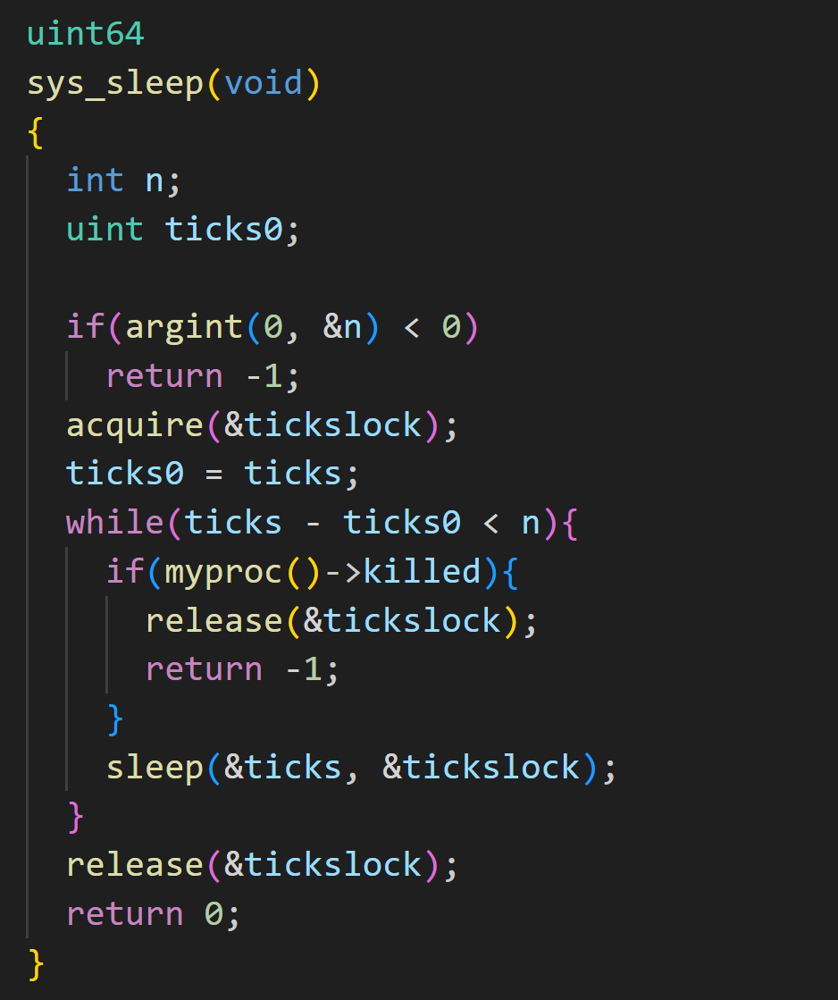 uint64
sys_sleep(void)
{
  int n;
  uint ticks0;

  if(argint(0, &n) < 0)
    return -1;
  acquire(&tickslock);
  ticks0 = ticks;
  while(ticks - ticks0 < n){
    if(myproc()->killed){
      release(&tickslock);
      return -1;
    }
    sleep(&ticks, &tickslock);
  }
  release(&tickslock);
  return 0;
}